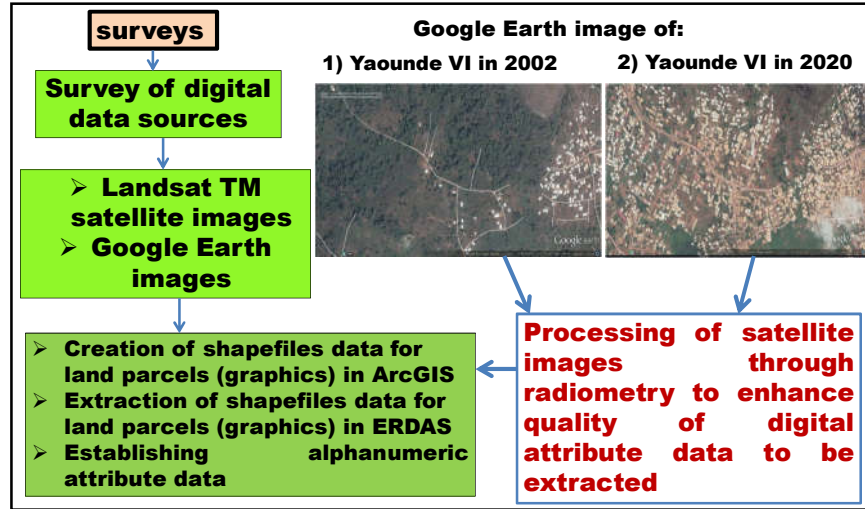 surveys
Survey of digital
data sources
➢ Landsat TM
satellite images
➢ Google Earth
images
Google Earth image of:
1) Yaounde VI in 2002
2) Yaounde VI in 2020
Google
➢ Creation of shapefiles data for
land parcels (graphics) in ArcGIS
➢ Extraction of shapefiles data for
land parcels (graphics) in ERDAS
➢ Establishing alphanumeric
attribute data
Processing of satellite
images through
radiometry to enhance
quality of digital
attribute data to be
extracted